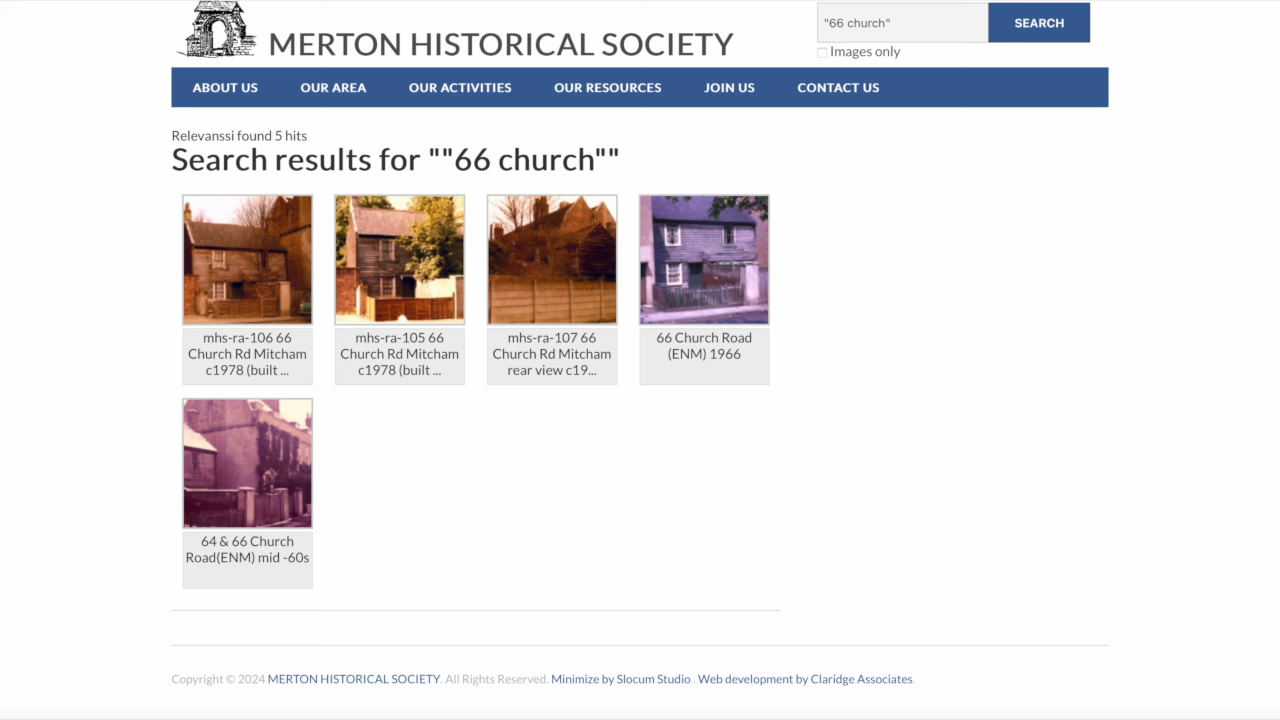 MERTON HISTORICAL SOCIETY
"66 church"
SEARCH
Images only
ABOUT US
OUR AREA
OUR ACTIVITIES
OUR RESOURCES
JOIN US
CONTACT US
Relevanssi found 5 hits
Search results for ""66 church""
mhs-ra-106 66
Church Rd Mitcham
c1978 (built ...
mhs-ra-105 66
Church Rd Mitcham
c1978 (built ...
mhs-ra-107 66
Church Rd Mitcham
rear view c19...
66 Church Road
(ENM) 1966
64 & 66 Church
Road(ENM) mid -60s
Copyright © 2024 MERTON HISTORICAL SOCIETY. All Rights Reserved. Minimize by Slocum Studio . Web development by Claridge Associates.